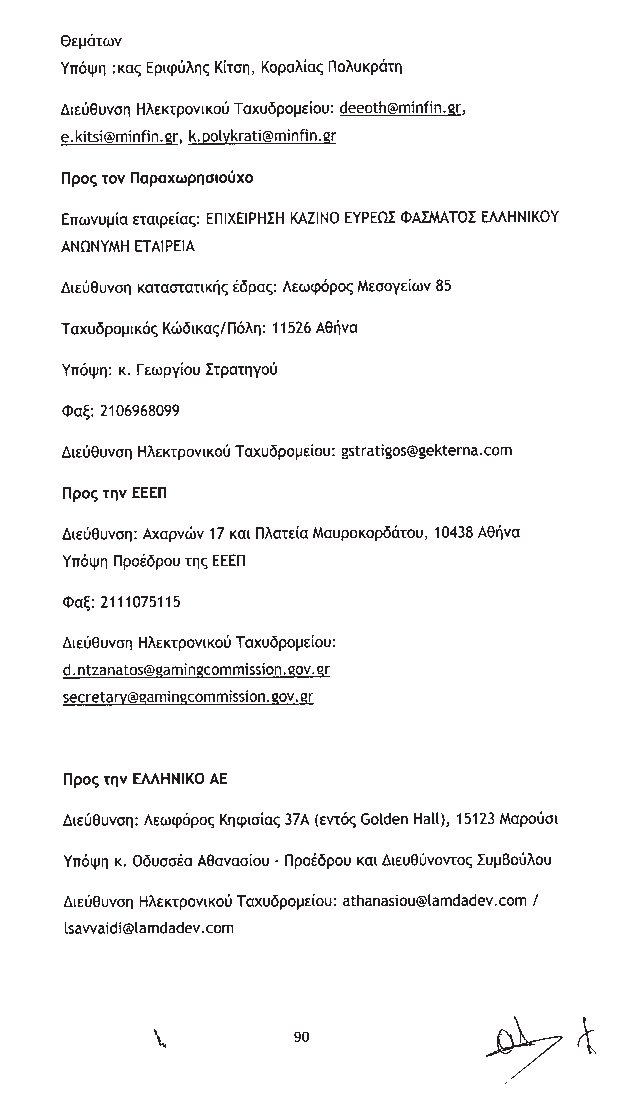 Θεμάτων
Υπόψη :κας Εριφύλης Κίτση, Κοραλίας Πολυκράτη
Διεύθυνση Ηλεκτρονικού Ταχυδρομείου: deeoth@minfin.gr,
e.kitsi@minfin.gr, k.polykrati@minfin.gr
Προς τον Παραχωρησιούχο
Επωνυμία εταιρείας: ΕΠΙΧΕΙΡΗΣΗ ΚΑΖΙΝΟ ΕΥΡΕΩΣ ΦΑΣΜΑΤΟΣ ΕΛΛΗΝΙΚΟΥ
ΑΝΩΝΥΜΗ ΕΤΑΙΡΕΙΑ
Διεύθυνση καταστατικής έδρας: Λεωφόρος Μεσογείων 85
Ταχυδρομικός Κώδικας/Πόλη: 11526 Αθήνα
Υπόψη: κ. Γεωργίου Στρατηγού
Φαξ: 2106968099
Διεύθυνση Ηλεκτρονικού Ταχυδρομείου: gstratigos@gekterna.com
Προς την ΕΕΕΠ
Διεύθυνση: Αχαρνών 17 και Πλατεία Μαυροκορδάτου, 10438 Αθήνα
Υπόψη Προέδρου της ΕΕΕΠ
Φαξ: 2111075115
Διεύθυνση Ηλεκτρονικού Ταχυδρομείου:
d.ntzanatos@gamingcommission.gov.gr
secretary@gamingcommission.gov.gr
Προς την ΕΛΛΗΝΙΚΟ ΑΕ
Διεύθυνση: Λεωφόρος Κηφισίας 37Α (εντός Golden Hall), 15123 Μαρούσι
Υπόψη κ. Οδυσσέα Αθανασίου - Προέδρου και Διευθύνοντος Συμβούλου
Διεύθυνση Ηλεκτρονικού Ταχυδρομείου: athanasiou@lamdadev.com /
lsavvaidi@lamdadev.com
90